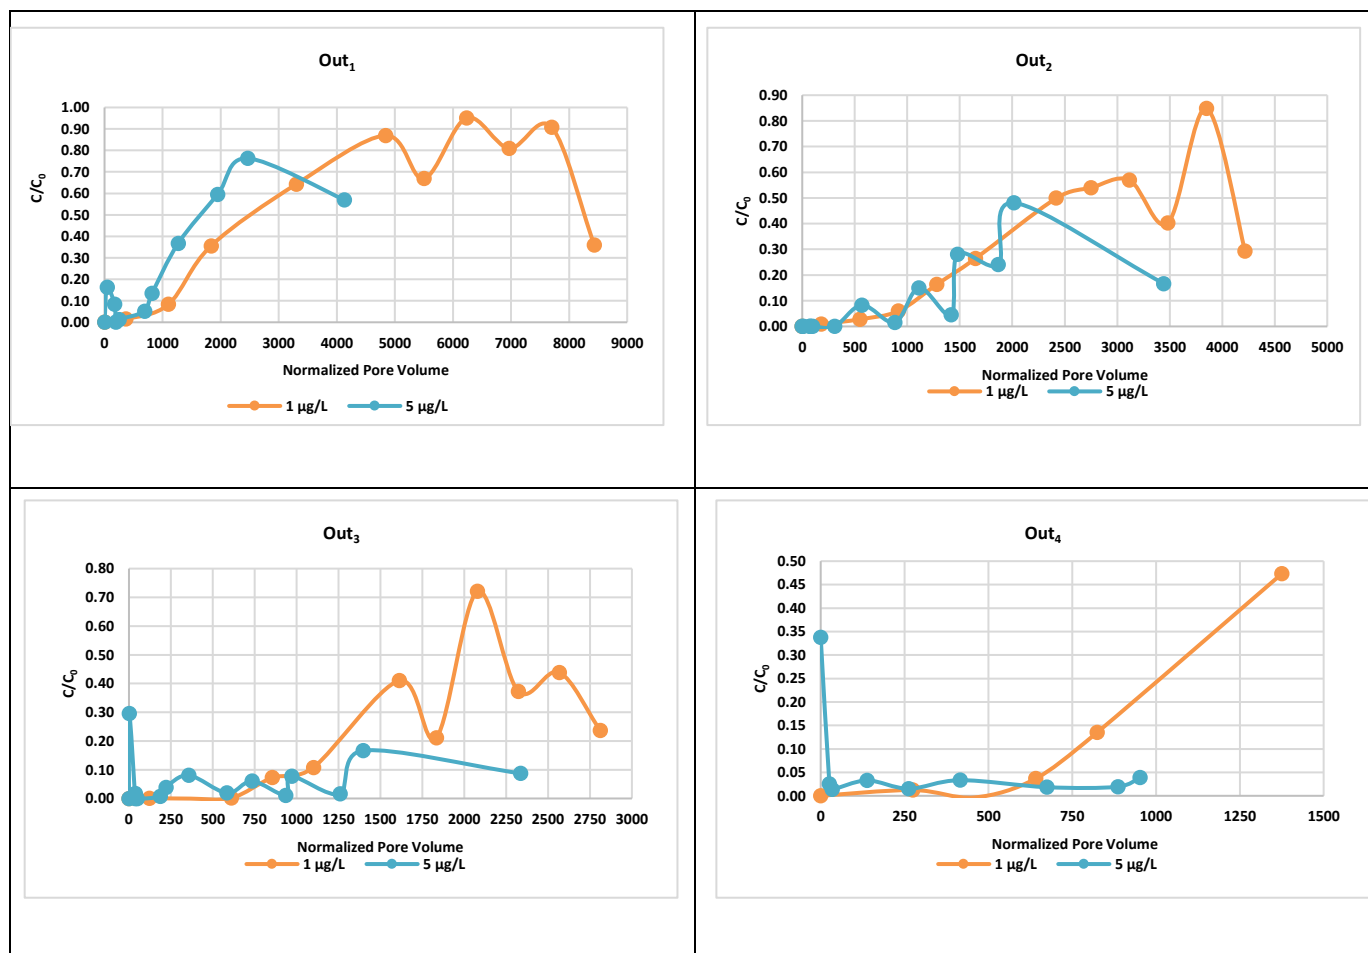 Out₁
1.00
0.90
0.80
0.70
0.60
0.50
0.40
0.30
0.20
0.10
0.00
C/C₀
0 1000 2000 3000 4000 5000 6000 7000 8000 9000
Normalized Pore Volume
1 µg/L 5 µg/L
Out₂
0.90
0.80
0.70
0.60
0.50
0.40
0.30
0.20
0.10
0.00
C/C₀
0 500 1000 1500 2000 2500 3000 3500 4000 4500 5000
Normalized Pore Volume
1 µg/L 5 µg/L
Out₃
0.80
0.70
0.60
0.50
0.40
0.30
0.20
0.10
0.00
C/C₀
0 250 500 750 1000 1250 1500 1750 2000 2250 2500 2750 3000
Normalized Pore Volume
1 µg/L 5 µg/L
Out₄
0.50
0.45
0.40
0.35
0.30
0.25
0.20
0.15
0.10
0.05
0.00
C/C₀
0 250 500 750 1000 1250 1500
Normalized Pore Volume
1 µg/L 5 µg/L